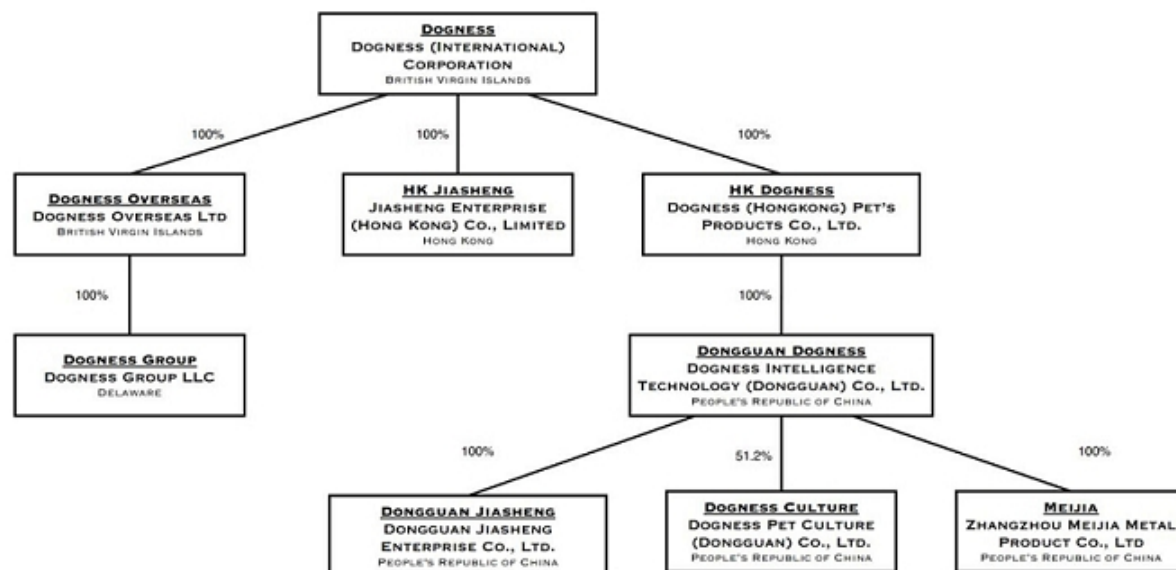 DOGNESS
DOGNESS (INTERNATIONAL)
CORPORATION
BRITISH VIRGIN ISLANDS
100%
100%
100%
DOGNESS OVERSEAS
DOGNESS OVERSEAS LTD
BRITISH VIRGIN ISLANDS
HK JIASHENG
JIASHENG ENTERPRISE
(HONG KONG) CO., LIMITED
HONG KONG
HK DOGNESS
DOGNESS (HONGKONG) PET'S
PRODUCTS CO., LTD.
HONG KONG
100%
100%
DOGNESS GROUP
DOGNESS GROUP LLC
DELAWARE
DONGGUAN DOGNESS
DOGNESS INTELLIGENCE
TECHNOLOGY (DONGGUAN) CO., LTD.
PEOPLE'S REPUBLIC OF CHINA
100%
51.2%
100%
DONGGUAN JIASHENG
DONGGUAN JIASHENG
ENTERPRISE CO., LTD.
PEOPLE'S REPUBLIC OF CHINA
DOGNESS CULTURE
DOGNESS PET CULTURE
(DONGGUAN) CO., LTD.
PEOPLE'S REPUBLIC OF CHINA
MEIJIA
ZHANGZHOU MEIJIA METAL
PRODUCT CO., LTD
PEOPLE'S REPUBLIC OF CHINA